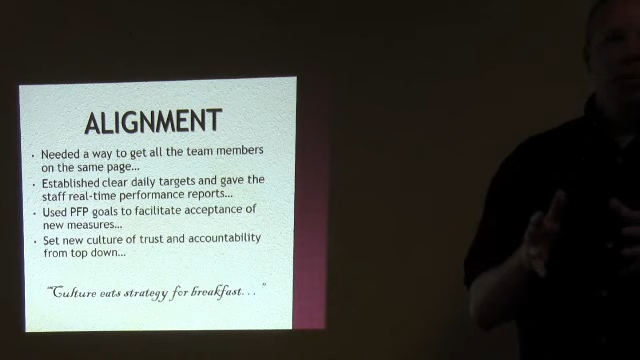 ALIGNMENT
• Needed a way to get all the team members
on the same page...
• Established clear daily targets and gave the
staff real-time performance reports...
• Used PFP goals to facilitate acceptance of
new measures...
• Set new culture of trust and accountability
from top down...
"Culture eats strategy for breakfast... "